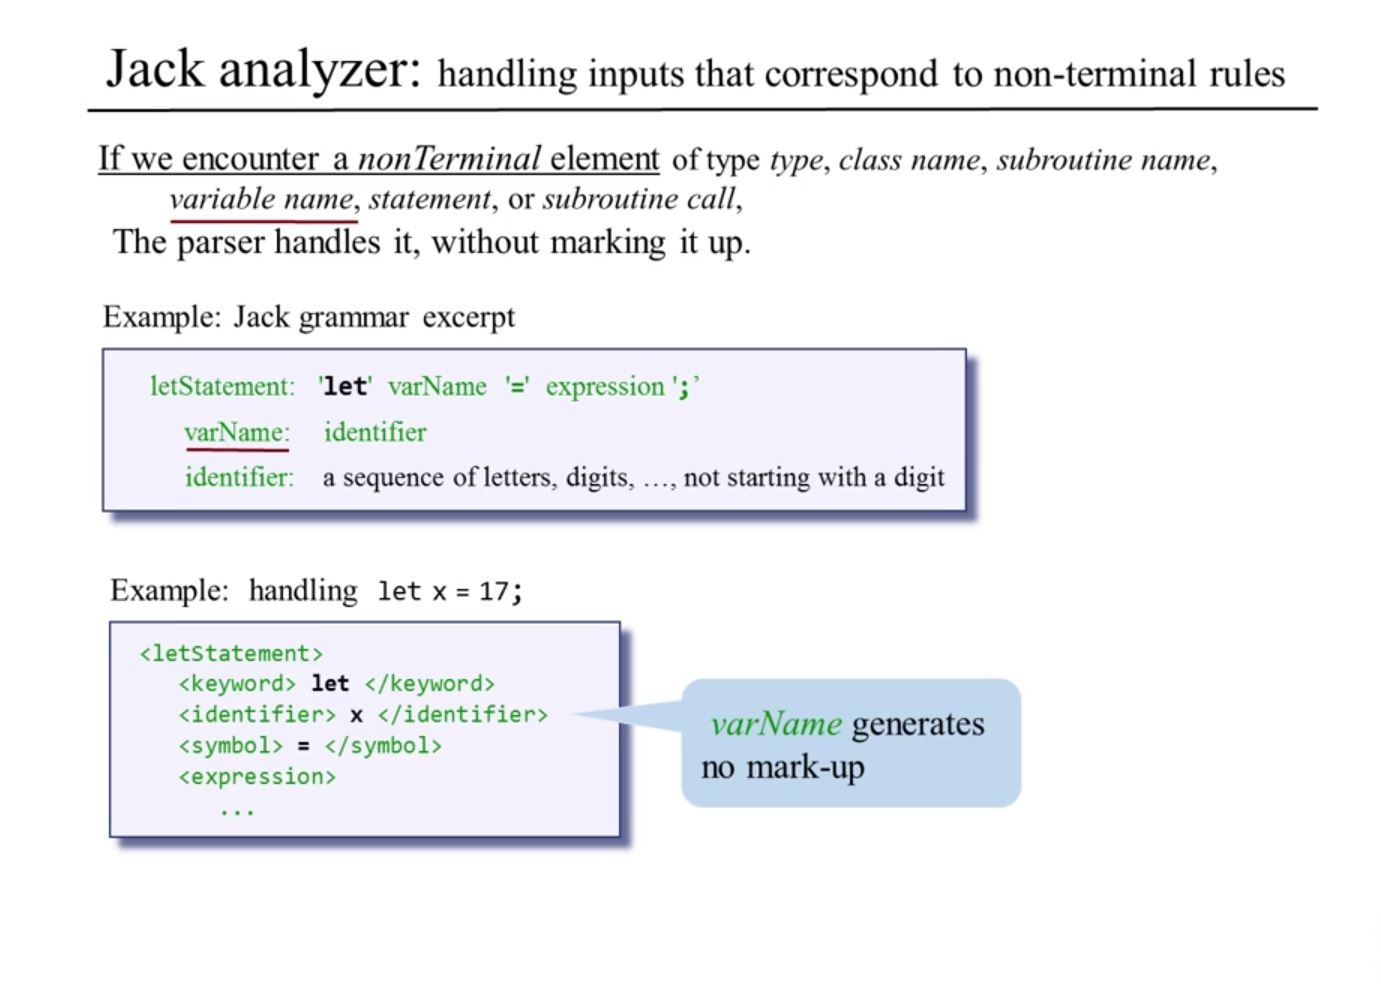 Jack analyzer: handling inputs that correspond to non-terminal rules
If we encounter a nonTerminal element of type type, class name, subroutine name,
variable name, statement, or subroutine call,
The parser handles it, without marking it up.
Example: Jack grammar excerpt
letStatement: 'let' varName '=' expression ';’
varName: identifier
identifier: a sequence of letters, digits, …, not starting with a digit
Example: handling let x = 17;
<letStatement>
<keyword> let </keyword>
<identifier> x </identifier>
<symbol> = </symbol>
<expression>
...
varName generates
no mark-up